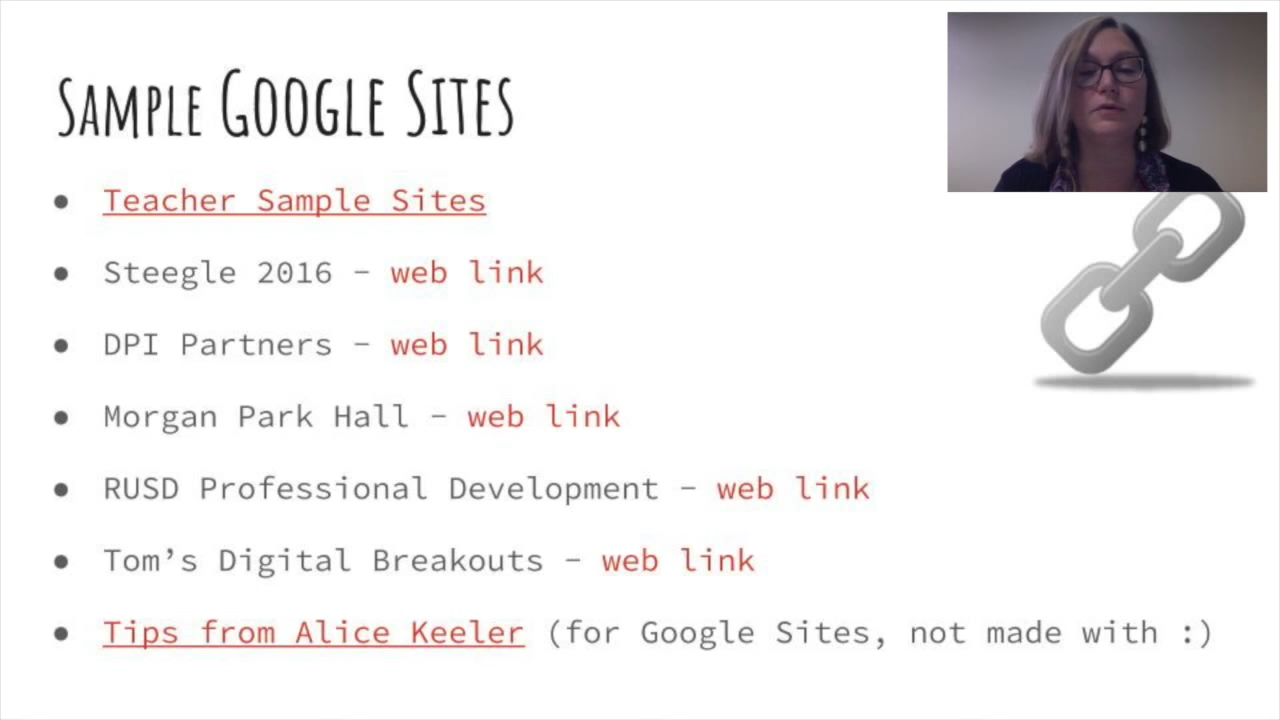 Sample Google Sites
● Teacher Sample Sites
● Steegle 2016 – web link
● DPI Partners – web link
● Morgan Park Hall – web link
● RUSD Professional Development – web link
● Tom’s Digital Breakouts – web link
● Tips from Alice Keeler (for Google Sites, not made with :)